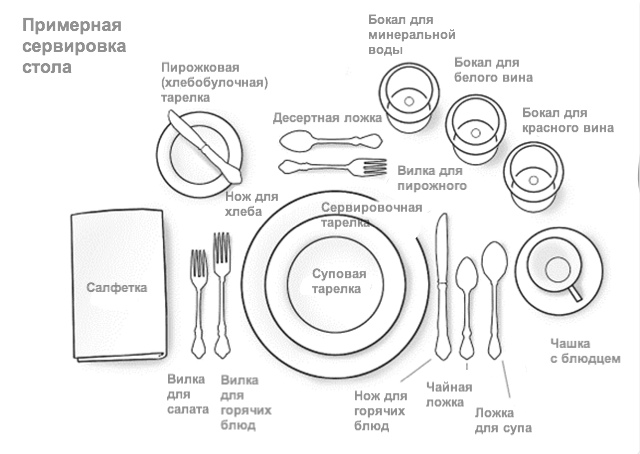 Примерная
сервировка
стола
Бокал для
минеральной
воды
Бокал для
белого вина
Бокал для
красного вина
Пирожковая
(хлебобулочная)
тарелка
Десертная ложка
Вилка для
пирожного
Нож для
хлеба
Сервировочная
тарелка
Салфетка
Суповая
тарелка
Чашка
с блюдцем
Вилка
для
салата
Вилка
для
горячих
блюд
Нож для
горячих
блюд
Чайная
ложка
Ложка
для супа